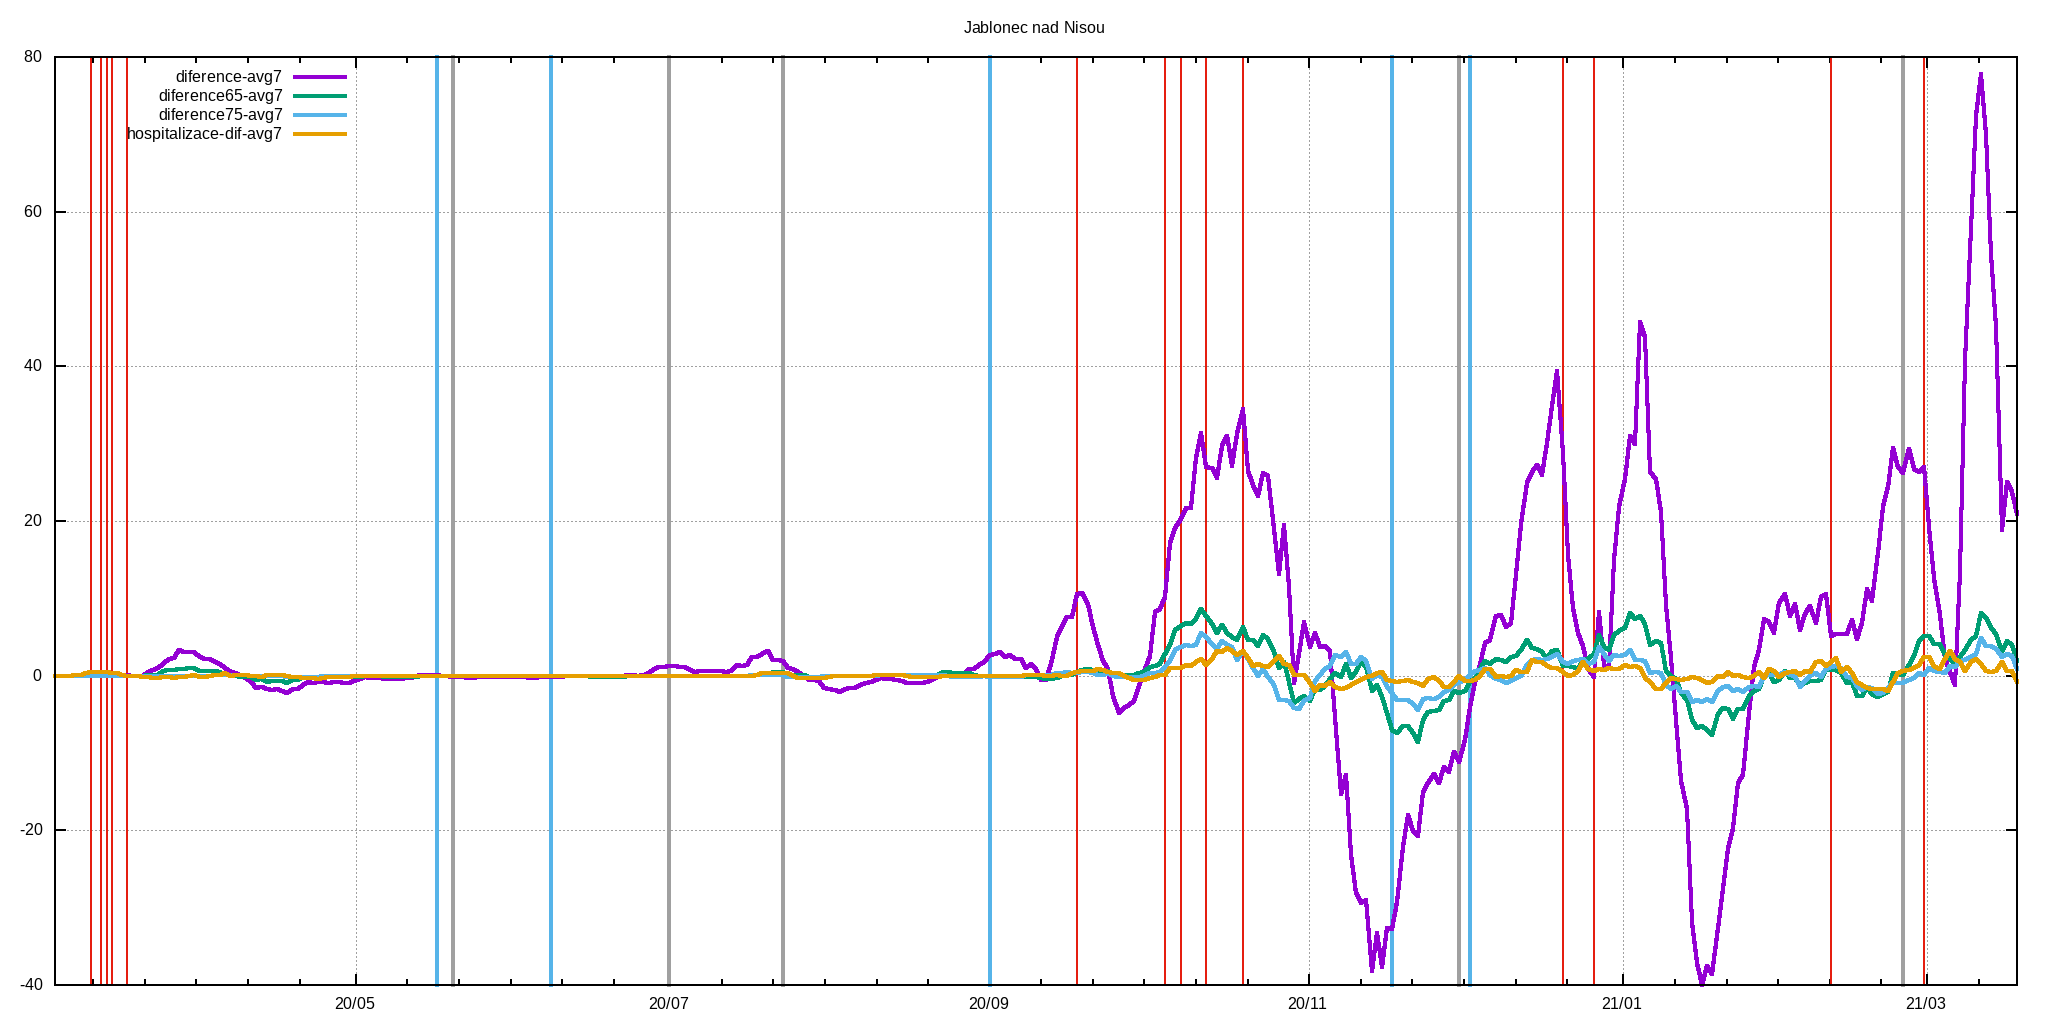 Jablonec nad Nisou
80
60
40
20
0
-20
-40
diference-avg7
diference65-avg7
diference75-avg7
hospitalizace-dif-avg7
20/05
20/07
20/09
20/11
21/01
21/03